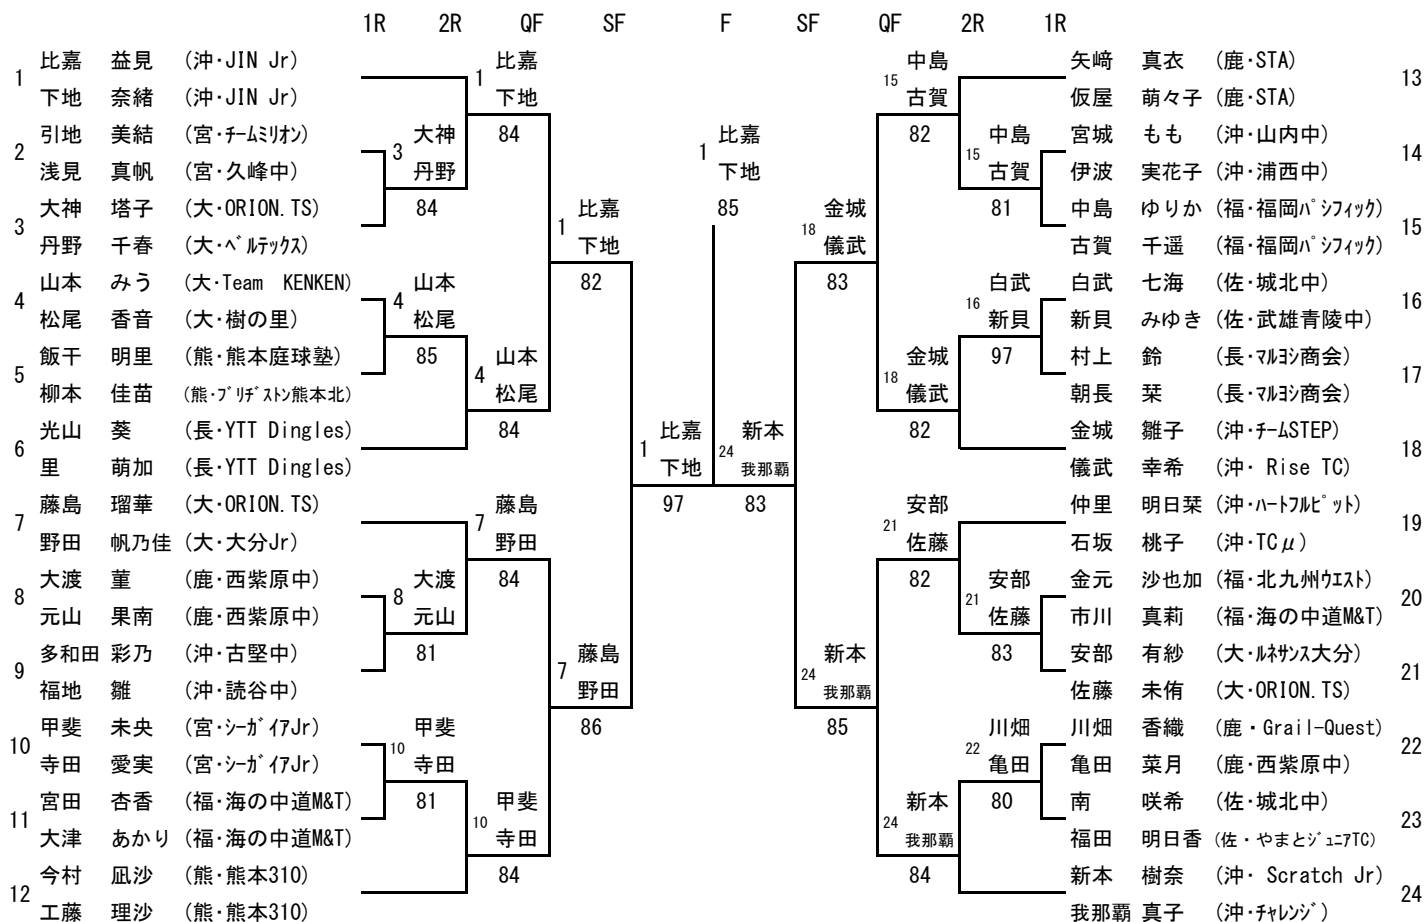 1R 2R QF SF F SF QF 2R 1R
比嘉 益見 (沖・JIN Jr) 比嘉 中島 矢﨑 真衣 (鹿・STA)
1 1 15 13
下地 奈緒 (沖・JIN Jr) 下地 古賀 仮屋 萌々子 (鹿・STA)
引地 美結 (宮・チームミリオン) 大神 84 比嘉 82 中島 宮城 もも (沖・山内中)
2 3 1 15 14
浅見 真帆 (宮・久峰中) 丹野 下地 古賀 伊波 実花子 (沖・浦西中)
大神 塔子 (大・ORION.TS) 84 比嘉 85 金城 81 中島 ゆりか (福・福岡パシフィック)
3 1 18 15
丹野 千春 (大・ベルテックス) 下地 儀武 古賀 千遥 (福・福岡パシフィック)
山本 みう (大・Team KENKEN) 山本 82 83 白武 白武 七海 (佐・城北中)
4 4 16 16
松尾 香音 (大・樹の里) 松尾 新貝 新貝 みゆき (佐・武雄青陵中)
飯干 明里 (熊・熊本庭球塾) 85 山本 金城 97 村上 鈴 (長・マルヨシ商会)
5 4 18 17
柳本 佳苗 (熊・ブリヂストン熊本北) 松尾 儀武 朝長 栞 (長・マルヨシ商会)
光山 葵 (長・YTT Dingles) 84 比嘉 新本 82 金城 雛子 (沖・チームSTEP)
6 1 24 18
里 萌加 (長・YTT Dingles) 下地 我那覇 儀武 幸希 (沖・ Rise TC)
藤島 瑠華 (大・ORION.TS) 藤島 97 83 安部 仲里 明日栞 (沖・ハートフルピット)
7 7 21 19
野田 帆乃佳 (大・大分Jr) 野田 佐藤 石坂 桃子 (沖・TCμ)
大渡 菫 (鹿・西紫原中) 大渡 84 82 安部 金元 沙也加 (福・北九州ウエスト)
8 8 21 20
元山 果南 (鹿・西紫原中) 元山 佐藤 市川 真莉 (福・海の中道M&T)
多和田 彩乃 (沖・古堅中) 81 藤島 新本 83 安部 有紗 (大・ルネサンス大分)
9 7 24 21
福地 雛 (沖・読谷中) 野田 我那覇 佐藤 未侑 (大・ORION.TS)
甲斐 未央 (宮・シーガイアJr) 甲斐 86 85 川畑 川畑 香織 (鹿・Grail-Quest)
10 10 22 22
寺田 愛実 (宮・シーガイアJr) 寺田 亀田 亀田 菜月 (鹿・西紫原中)
宮田 杏香 (福・海の中道M&T) 81 甲斐 新本 80 南 咲希 (佐・城北中)
11 10 24 23
大津 あかり (福・海の中道M&T) 寺田 我那覇 福田 明日香 (佐・やまとジュニアTC)
今村 凪沙 (熊・熊本310) 84 84 新本 樹奈 (沖・ Scratch Jr)
12 24
工藤 理沙 (熊・熊本310) 我那覇 真子 (沖・チャレンジ)